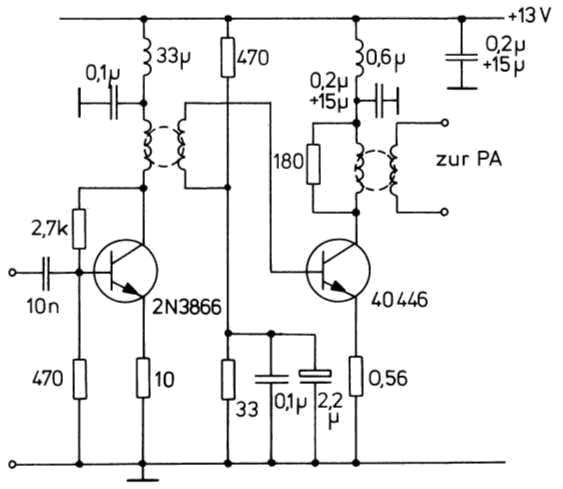 +13V
33µ
470
0,6µ
0,2µ
+15µ
0,1µ
0,2µ
+15µ
180
zur PA
2,7k
10n
2N3866
40446
470
10
33
0,1µ
2,2
µ
0,56